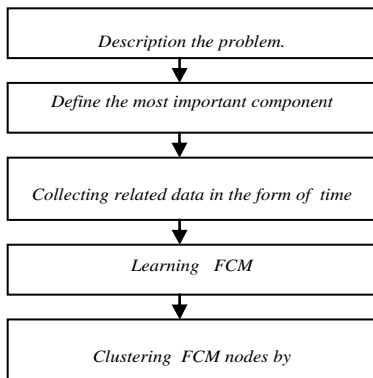 Description the problem.
Define the most important component
Collecting related data in the form of time
Learning FCM
Clustering FCM nodes by